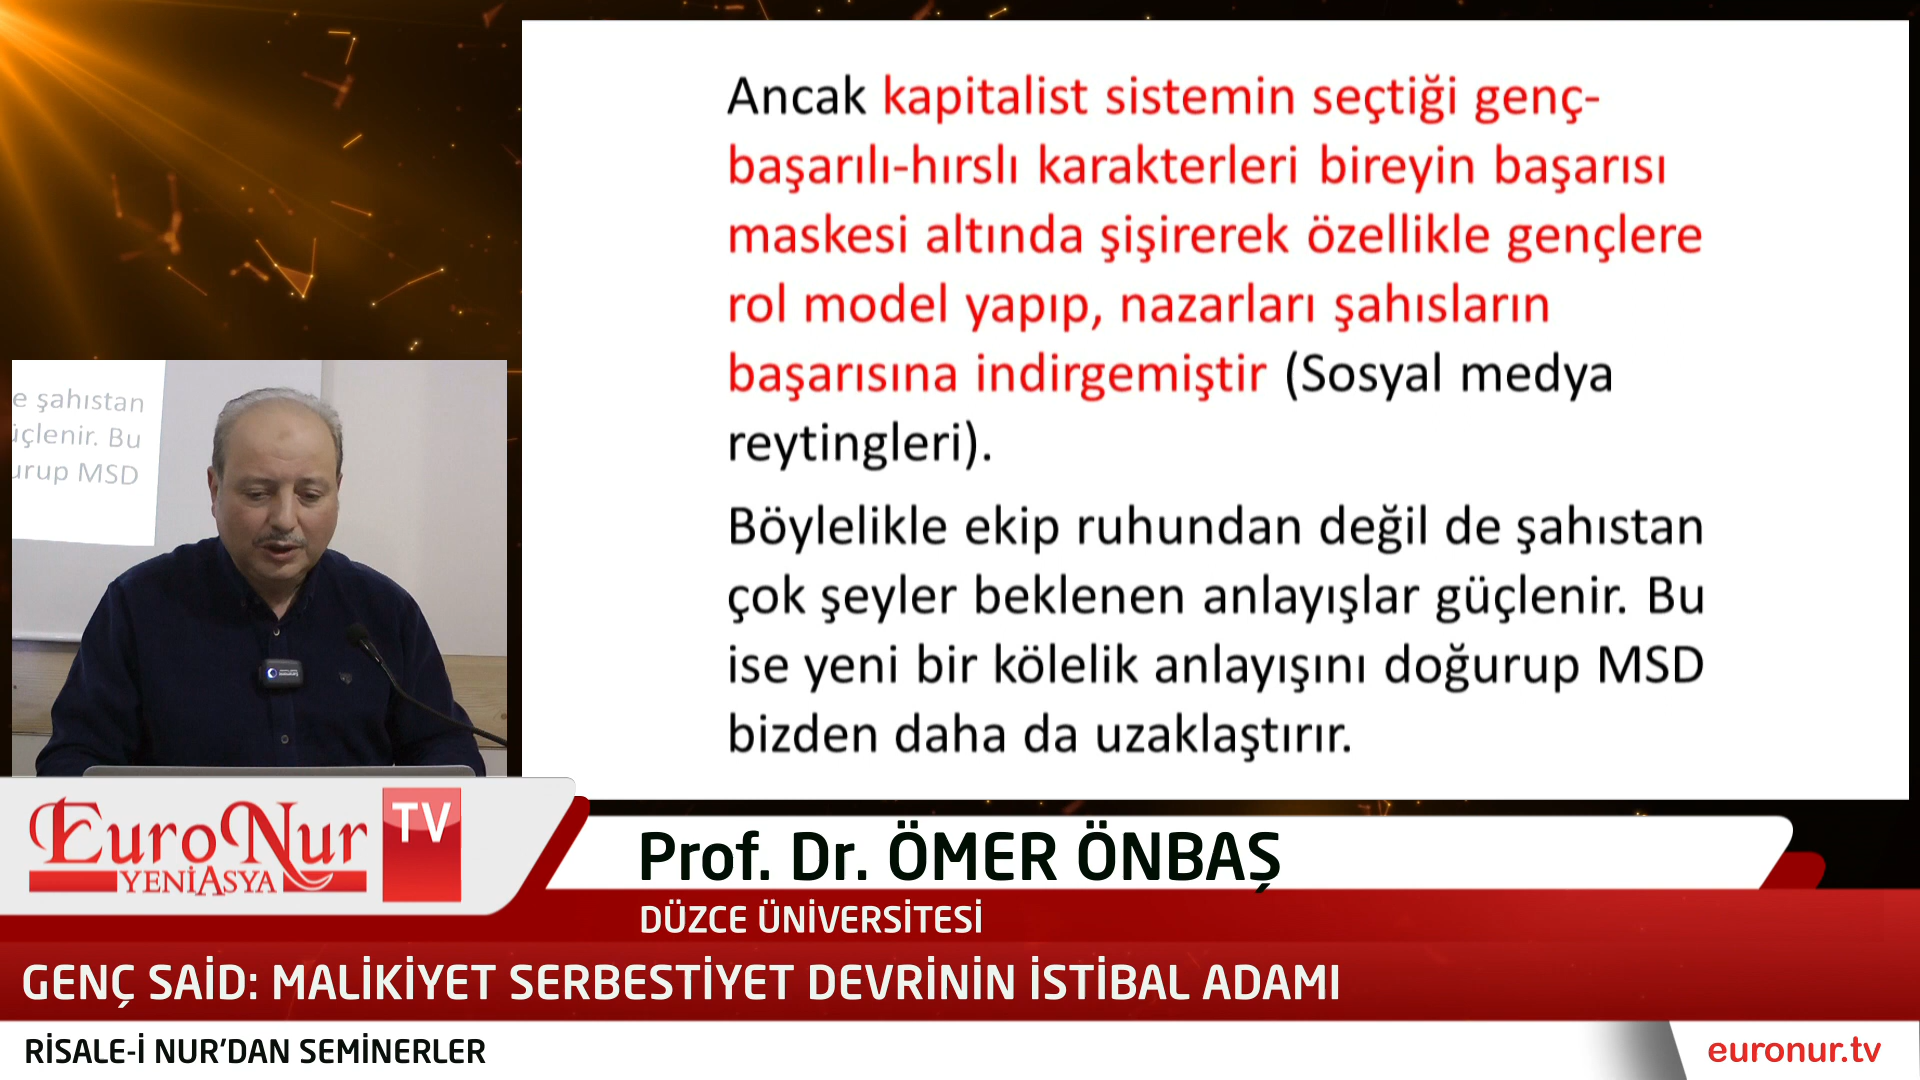 Ancak kapitalist sistemin seçtiği genç-
başarılı-hırslı karakterleri bireyin başarısı
maskesi altında şişirerek özellikle gençlere
rol model yapıp, nazarları şahısların
başarısına indirgemiştir (Sosyal medya
reytingleri).
Böylelikle ekip ruhundan değil de şahıstan
çok şeyler beklenen anlayışlar güçlenir. Bu
ise yeni bir kölelik anlayışını doğurup MSD
bizden daha da uzaklaştırır.
e şahıstan
üçlenir. Bu
urup MSD
EuroNur TV
YENİASYA
Prof. Dr. ÖMER ÖNBAŞ
DÜZCE ÜNİVERSİTESİ
GENÇ SAİD: MALİKİYET SERBESTİYET DEVRİNİN İSTİBAL ADAMI
RİSALE-İ NUR'DAN SEMİNERLER
euronur.tv